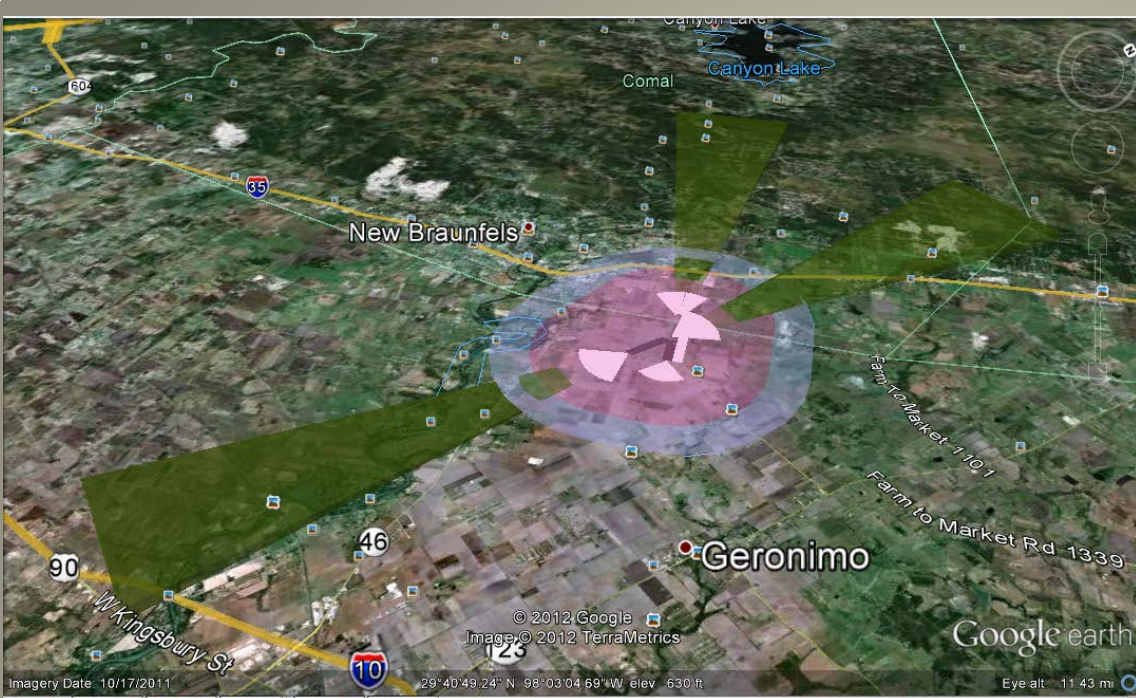 Canyon Lake
Canyon Lake
Comal
N
604
35
New Braunfels
Farm To Market 1101
Farm to Market Rd 1339
46
Geronimo
90
W Kingsbury St
© 2012 Google
Image © 2012 TerraMetrics
123
10
Google earth
Imagery Date: 10/17/2011
29°40'49.24" N 98°03'04.69" W elev 630 ft
Eye alt 11.43 mi